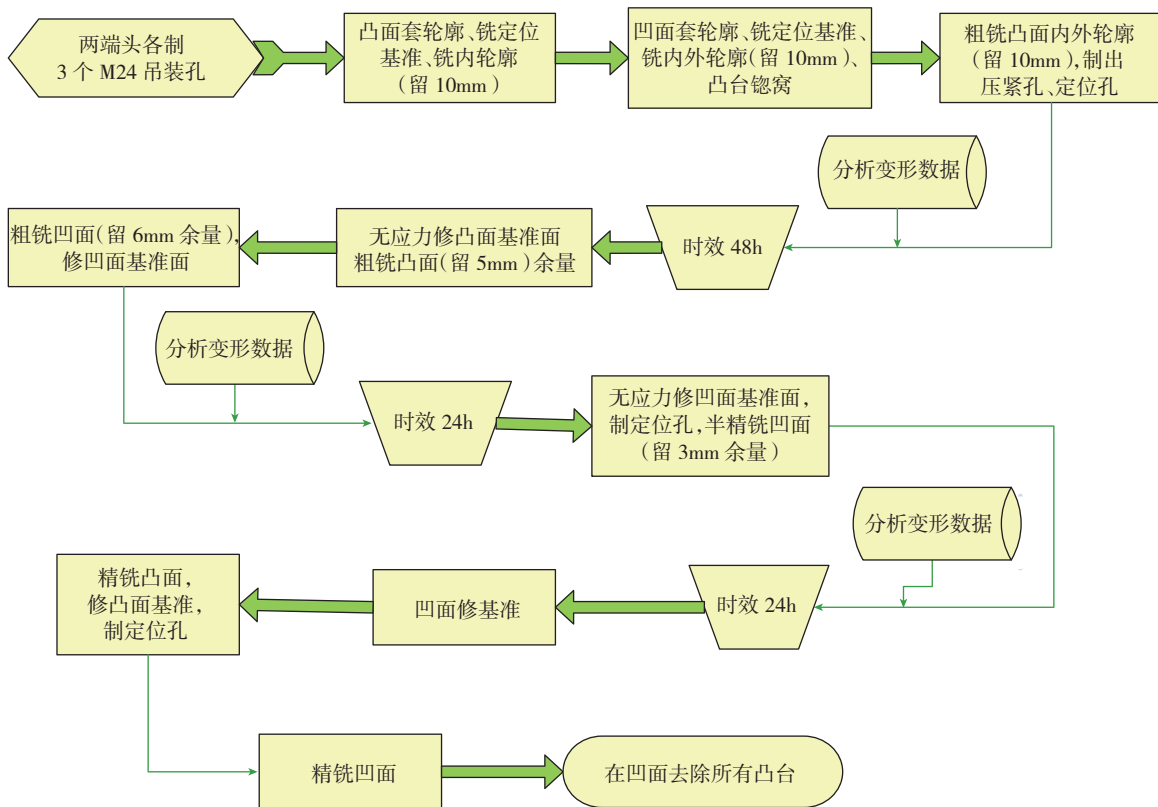 两端头各制
3 个 M24 吊装孔
凸面套轮廓、铣定位
基准、铣内轮廓
(留 10mm)
凹面套轮廓、铣定位基准、
铣内外轮廓(留 10mm)、
凸台锪窝
粗铣凸面内外轮廓
(留 10mm),制出
压紧孔、定位孔
分析变形数据
时效 48h
无应力修凸面基准面
粗铣凸面(留 5mm)余量
粗铣凹面(留 6mm 余量),
修凹面基准面
分析变形数据
时效 24h
无应力修凹面基准面，
制定位孔,半精铣凹面
(留 3mm 余量)
分析变形数据
时效 24h
凹面修基准
精铣凸面，
修凸面基准，
制定位孔
精铣凹面
在凹面去除所有凸台